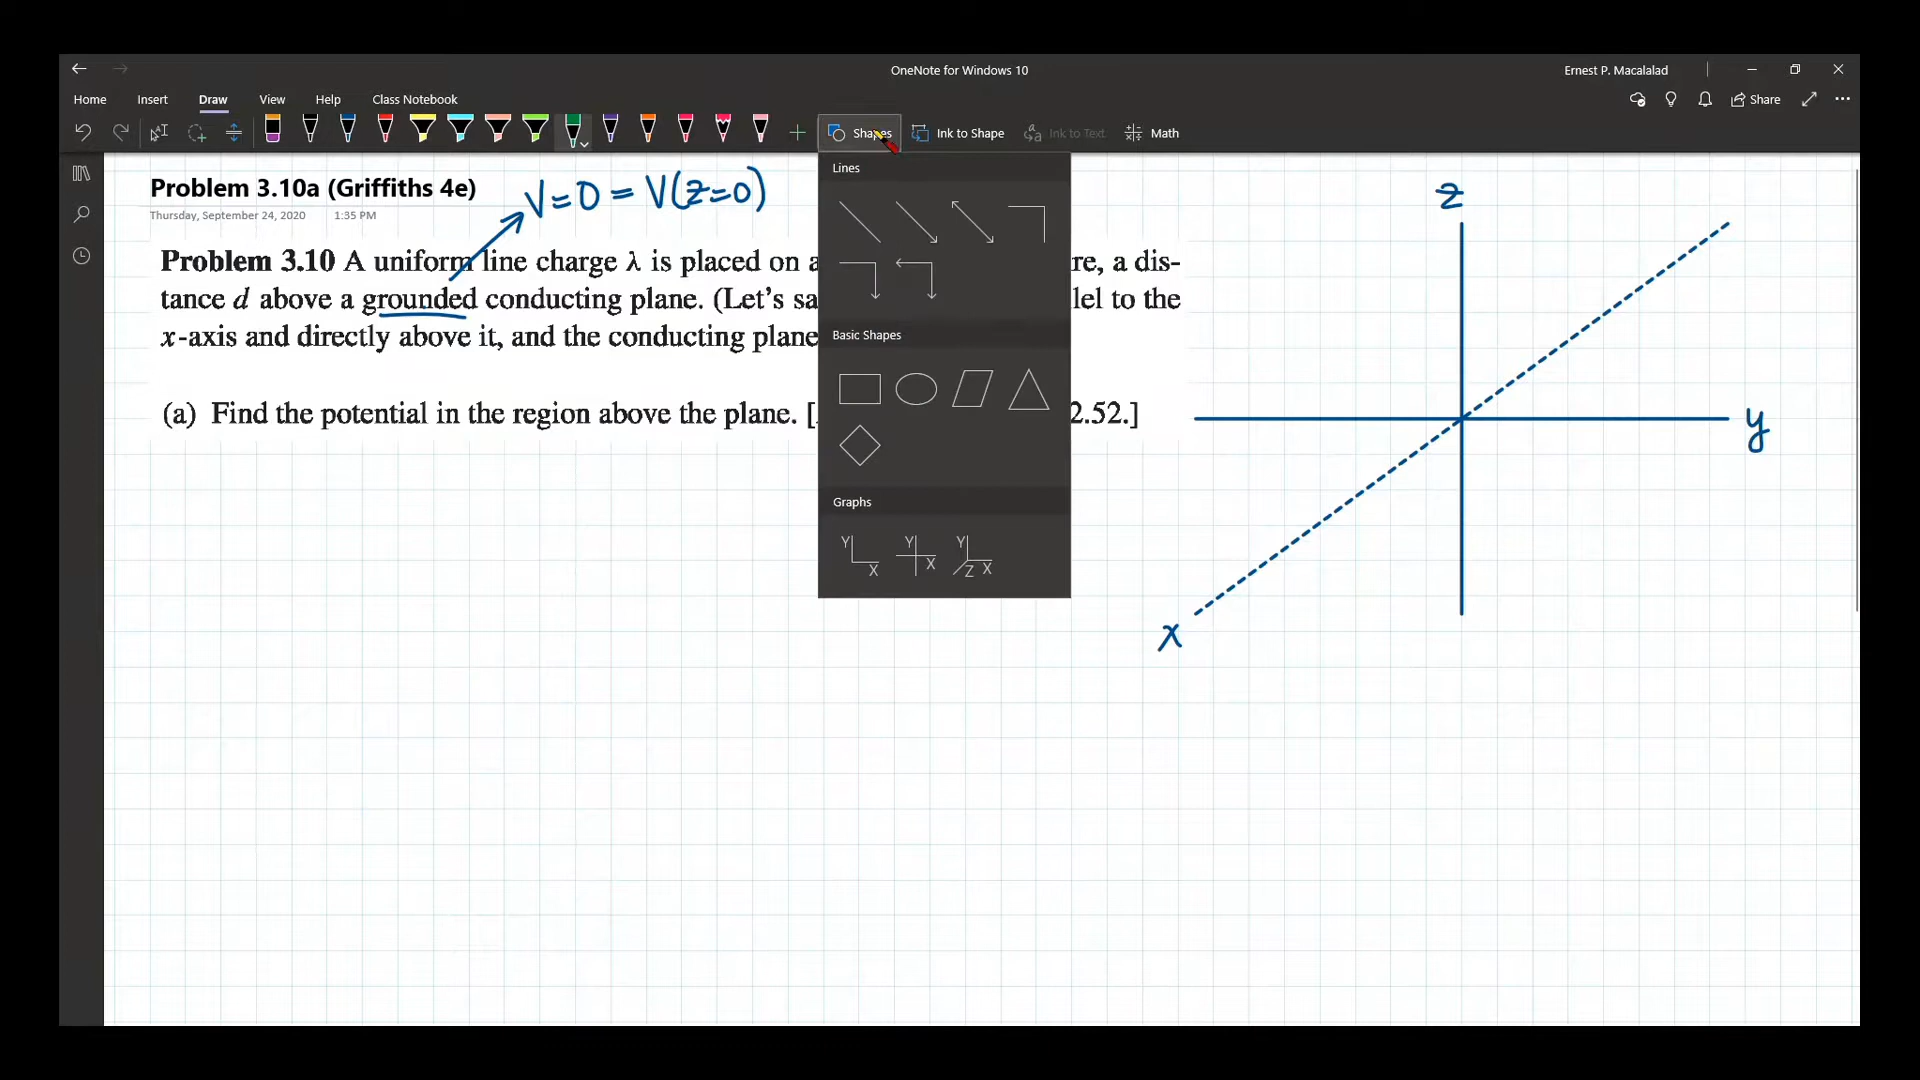 OneNote for Windows 10
Ernest P. Macalalad
Home Insert Draw View Help Class Notebook
Share
Shapes Ink to Shape Ink to Text Math
Problem 3.10a (Griffiths 4e)
Thursday, September 24, 2020 1:35 PM
V=0 = V(z=0)
Problem 3.10 A uniform line charge λ is placed on re, a dis-
tance d above a grounded conducting plane. (Let's sa lel to the
x-axis and directly above it, and the conducting plane
(a) Find the potential in the region above the plane. [ 2.52.]
Lines
Basic Shapes
Graphs
Y X
Y X
Y Z X
z
y
x